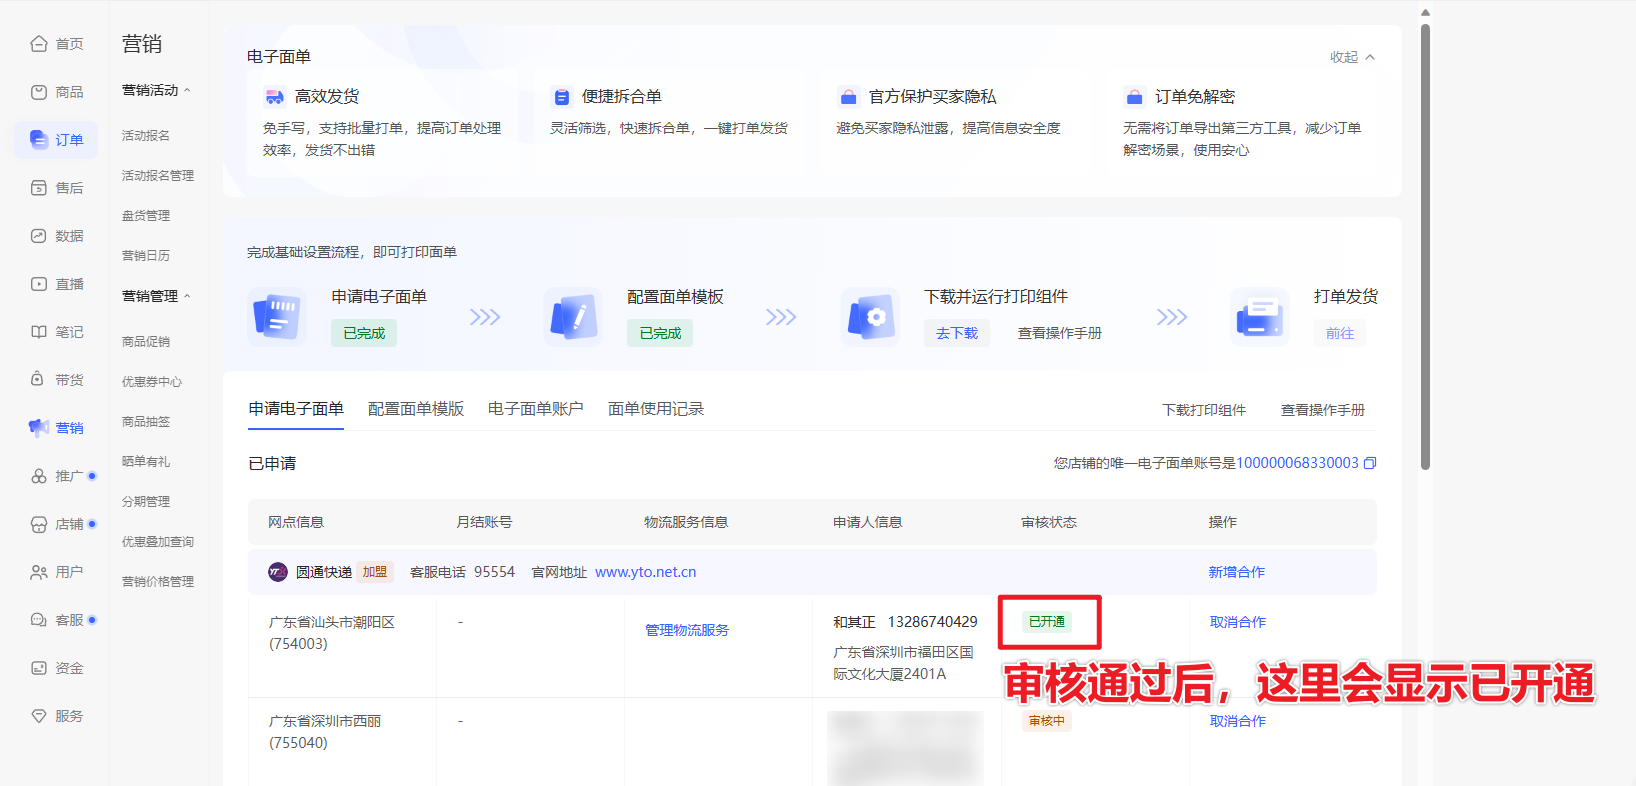 首页
商品
订单
售后
数据
直播
笔记
带货
营销
推广
店铺
用户
客服
资金
服务
营销
营销活动
活动报名
活动报名管理
盘货管理
营销日历
营销管理
商品促销
优惠券中心
商品抽签
晒单有礼
分期管理
优惠叠加查询
营销价格管理
电子面单
收起
高效发货
免手写，支持批量打单，提高订单处理
效率，发货不出错
便捷拆合单
灵活筛选，快速拆合单，一键打单发货
官方保护买家隐私
避免买家隐私泄露，提高信息安全度
订单免解密
无需将订单导出第三方工具，减少订单
解密场景，使用安心
完成基础设置流程，即可打印面单
申请电子面单
已完成
配置面单模板
已完成
下载并运行打印组件
去下载 查看操作手册
打单发货
前往
申请电子面单 配置面单模版 电子面单账户 面单使用记录 下载打印组件 查看操作手册
已申请 您店铺的唯一电子面单账号是100000068330003
网点信息 月结账号 物流服务信息 申请人信息 审核状态 操作
圆通快递 加盟 客服电话 95554 官网地址 www.yto.net.cn 新增合作
广东省汕头市潮阳区
(754003)
-
管理物流服务
和其正 13286740429
广东省深圳市福田区国
际文化大厦2401A
已开通
取消合作
审核通过后，这里会显示已开通
广东省深圳市西丽
(755040)
-
审核中
取消合作